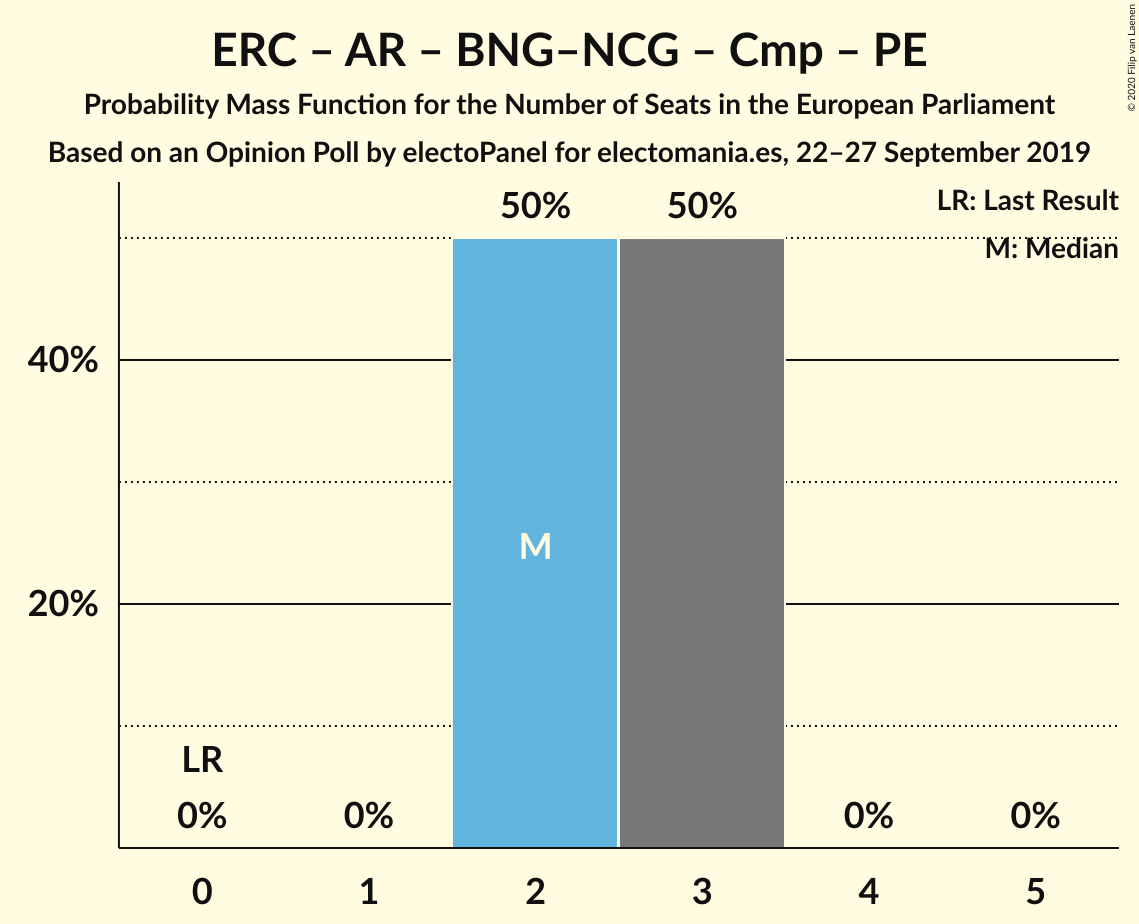 ERC – AR – BNG–NCG – Cmp – PE
Probability Mass Function for the Number of Seats in the European Parliament
Based on an Opinion Poll by electoPanel for electomania.es, 22–27 September 2019
© 2020 Filip van Laenen
LR: Last Result
M: Median
50%
50%
40%
20%
M
LR
0%
0%
0%
0%
0
1
2
3
4
5